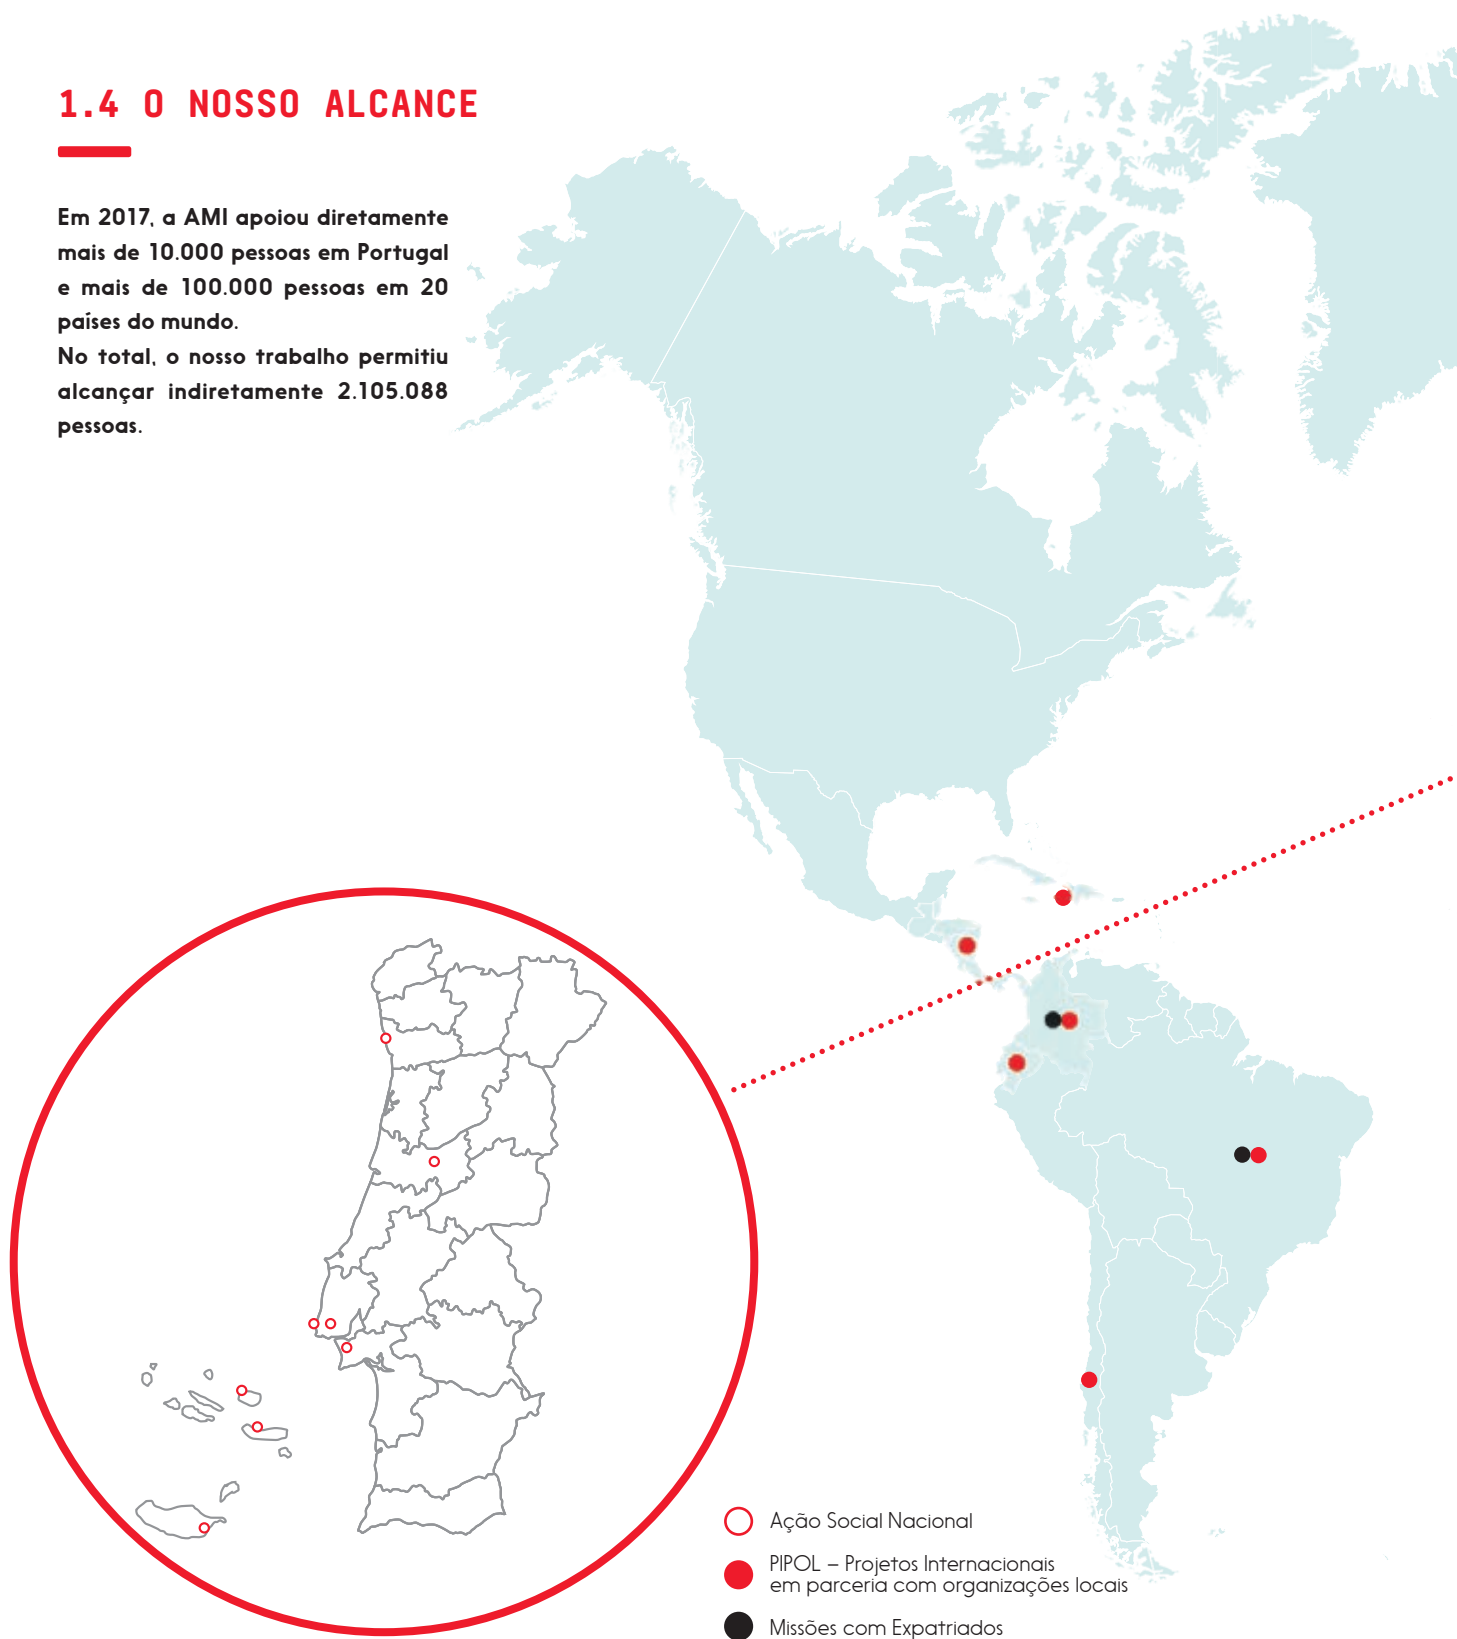 1.4 O NOSSO ALCANCE
Em 2017, a AMI apoiou diretamente
mais de 10.000 pessoas em Portugal
e mais de 100.000 pessoas em 20
países do mundo.
No total, o nosso trabalho permitiu
alcançar indiretamente 2.105.088
pessoas.
Ação Social Nacional
PIPOL – Projetos Internacionais
em parceria com organizações locais
Missões com Expatriados